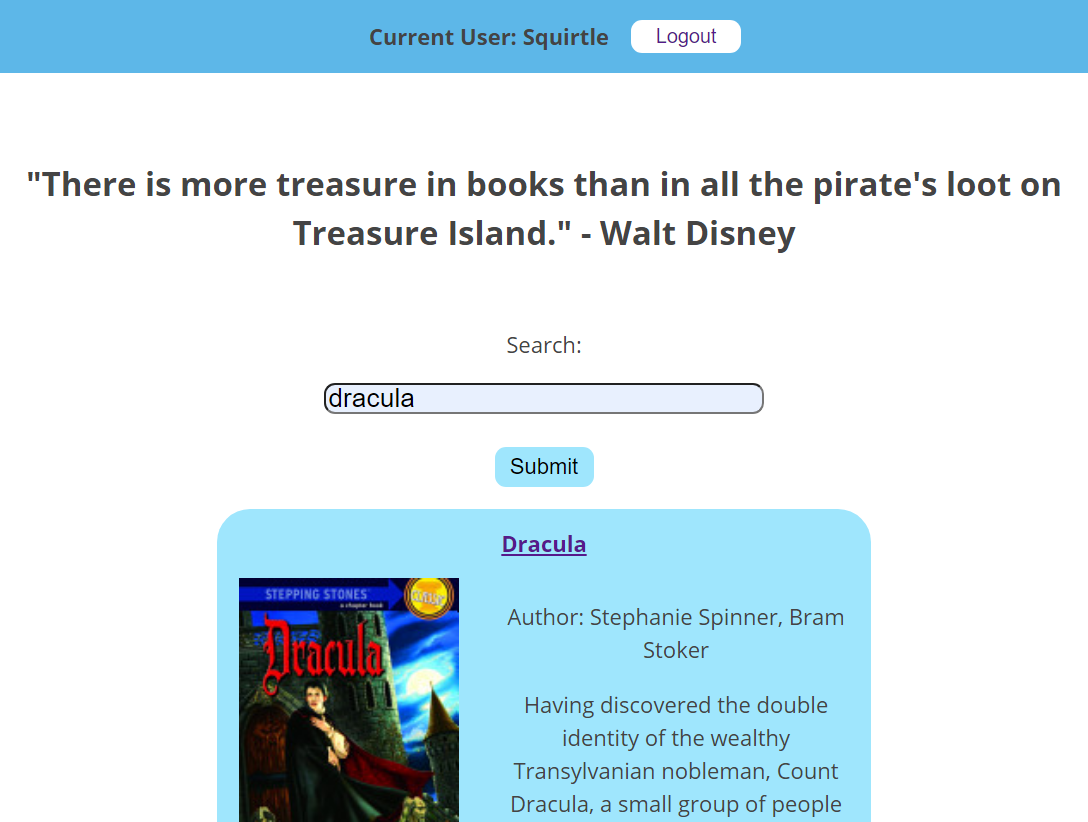 Current User: Squirtle Logout
"There is more treasure in books than in all the pirate's loot on
Treasure Island." - Walt Disney
Search:
dracula
Submit
Dracula
STEPPING STONES
a chapter book
Dracula
Author: Stephanie Spinner, Bram
Stoker
Having discovered the double
identity of the wealthy
Transylvanian nobleman, Count
Dracula, a small group of people